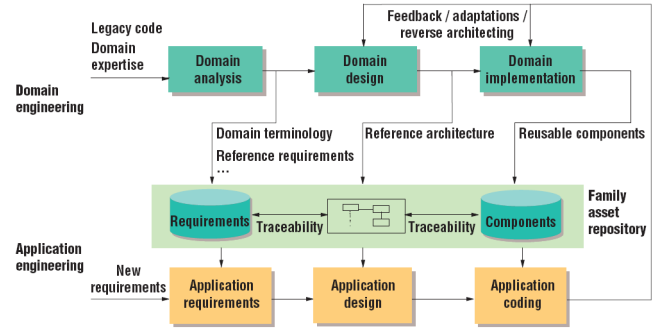 Legacy code
Domain
expertise
Feedback / adaptations /
reverse architecting
Domain
analysis
Domain
design
Domain
implementation
Domain
engineering
Domain terminology
Reference requirements
...
Reference architecture
Reusable components
Requirements
Traceability
Traceability
Components
Family
asset
repository
Application
engineering
New
requirements
Application
requirements
Application
design
Application
coding